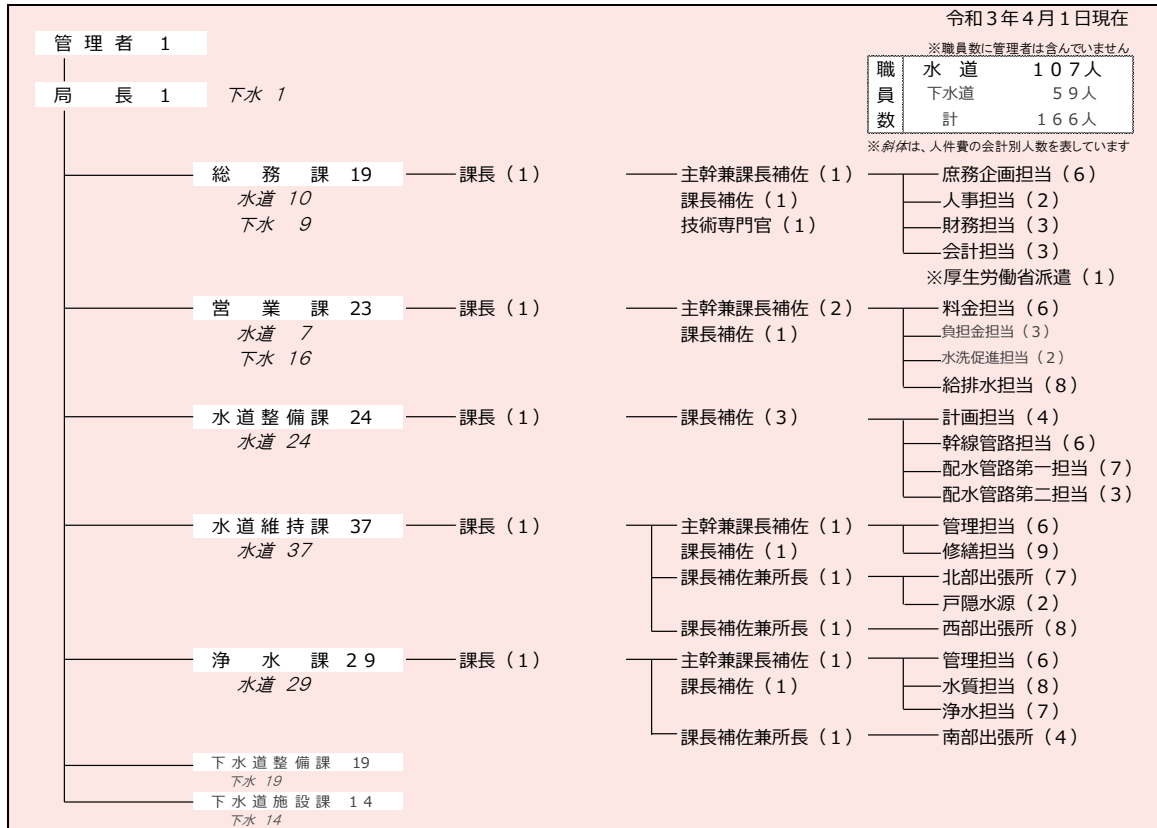 令和３年４月１日現在
管理者 1
※職員数に管理者は含んでいません
職員数
水道 １０７人
下水道 ５９人
計 １６６人
局長 1 下水 1
※斜体は、人件費の会計別人数を表しています
総務課 19 課長（１） 主幹兼課長補佐（１） 庶務企画担当（６）
水道 10 課長補佐（１） 人事担当（２）
下水 9 技術専門官（１） 財務担当（３）
会計担当（３）
※厚生労働省派遣（１）
営業課 23 課長（１） 主幹兼課長補佐（２） 料金担当（６）
水道 7 課長補佐（１） 負担金担当（３）
下水 16 水洗促進担当（２）
給排水担当（８）
水道整備課 24 課長（１） 課長補佐（３） 計画担当（４）
水道 24 幹線管路担当（６）
配水管路第一担当（７）
配水管路第二担当（３）
水道維持課 37 課長（１） 主幹兼課長補佐（１） 管理担当（６）
水道 37 課長補佐（１） 修繕担当（９）
課長補佐兼所長（１） 北部出張所（７）
戸隠水源（２）
課長補佐兼所長（１） 西部出張所（８）
浄水課 ２９ 課長（１） 主幹兼課長補佐（１） 管理担当（６）
水道 29 課長補佐（１） 水質担当（８）
浄水担当（７）
課長補佐兼所長（１） 南部出張所（４）
下水道整備課 19
下水 19
下水道施設課 １４
下水 14